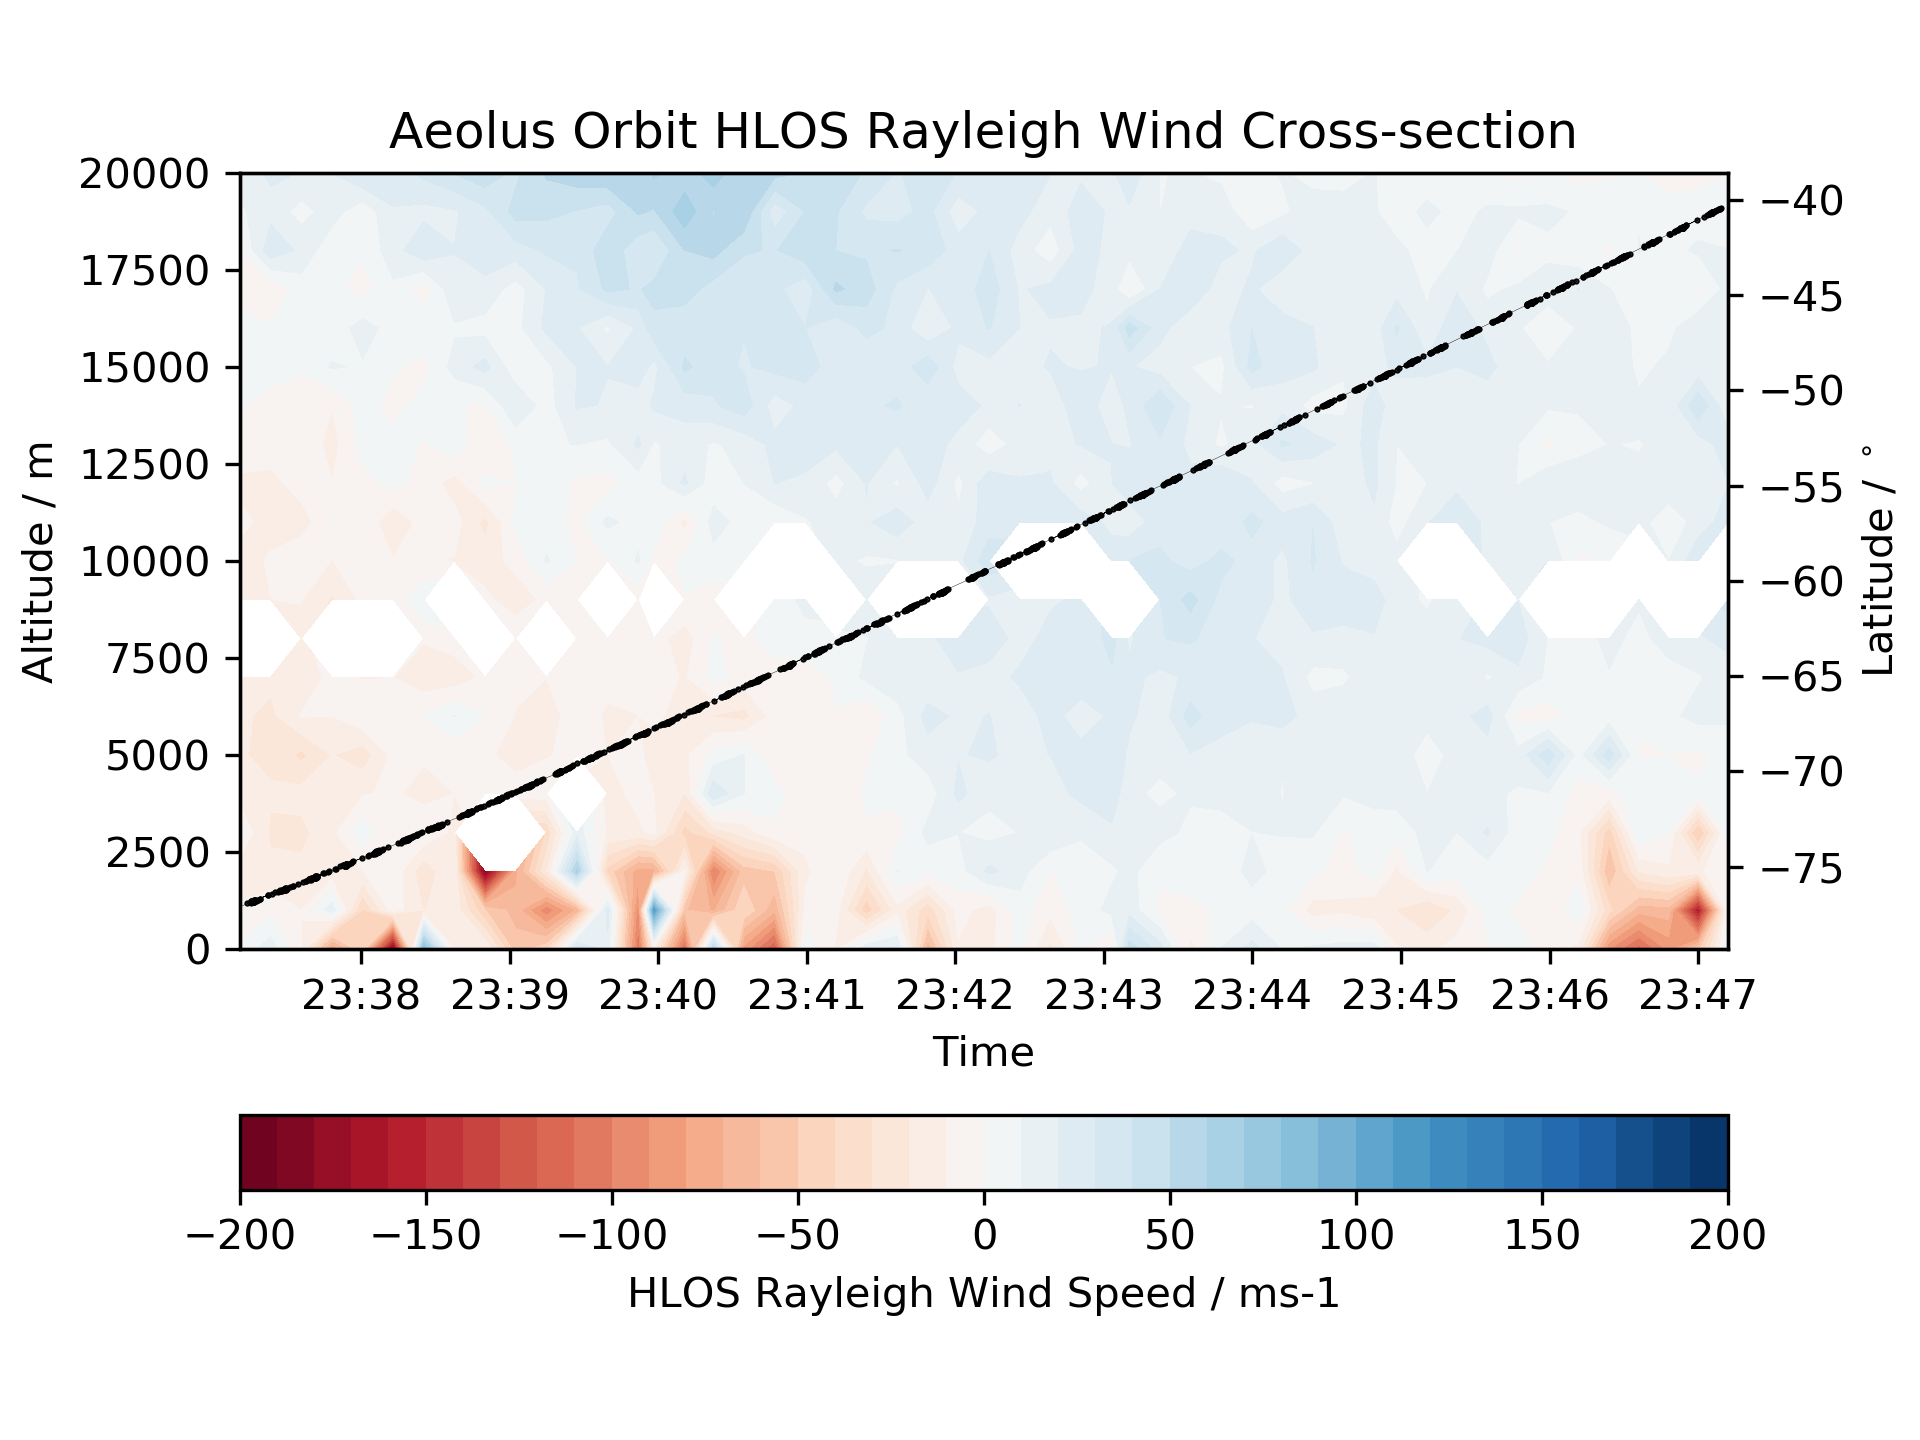 Aeolus Orbit HLOS Rayleigh Wind Cross-section
20000
17500
15000
12500
10000
7500
5000
2500
0
Altitude / m
−40
−45
−50
−55
−60
−65
−70
−75
Latitude / °
23:38 23:39 23:40 23:41 23:42 23:43 23:44 23:45 23:46 23:47
Time
−200 −150 −100 −50 0 50 100 150 200
HLOS Rayleigh Wind Speed / ms-1